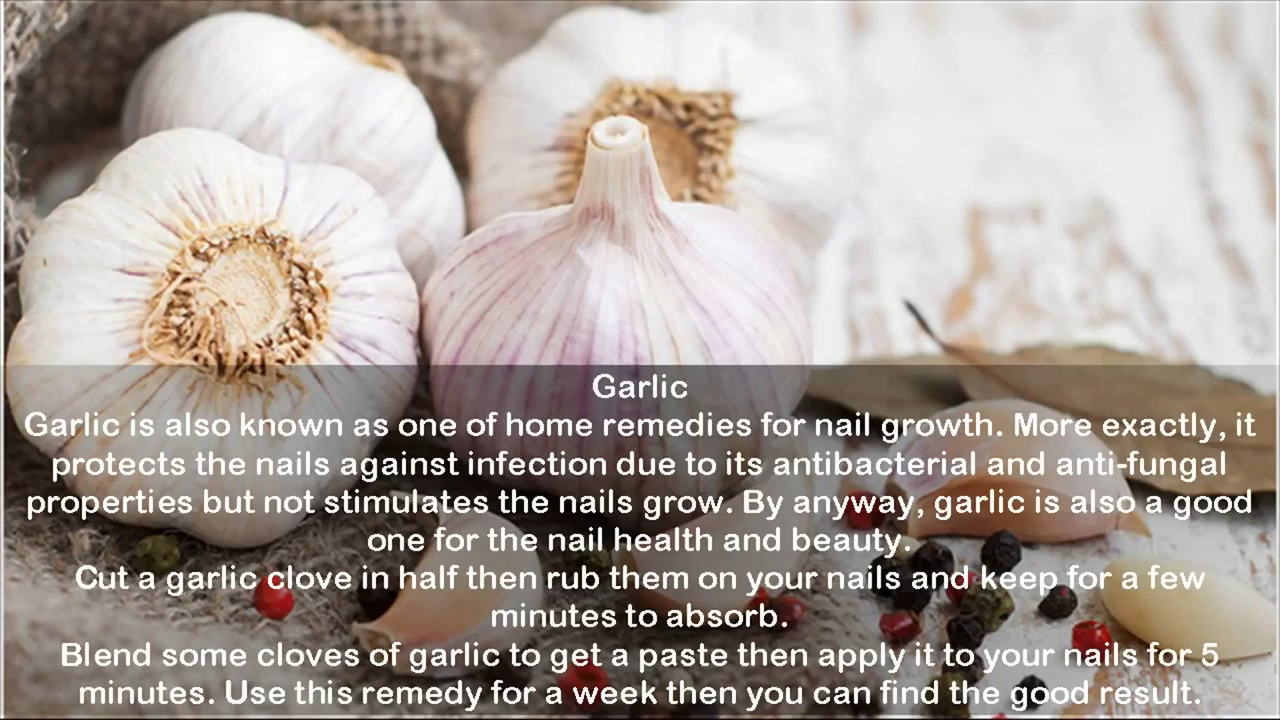 Garlic
Garlic is also known as one of home remedies for nail growth. More exactly, it
protects the nails against infection due to its antibacterial and anti-fungal
properties but not stimulates the nails grow. By anyway, garlic is also a good
one for the nail health and beauty.
Cut a garlic clove in half then rub them on your nails and keep for a few
minutes to absorb.
Blend some cloves of garlic to get a paste then apply it to your nails for 5
minutes. Use this remedy for a week then you can find the good result.